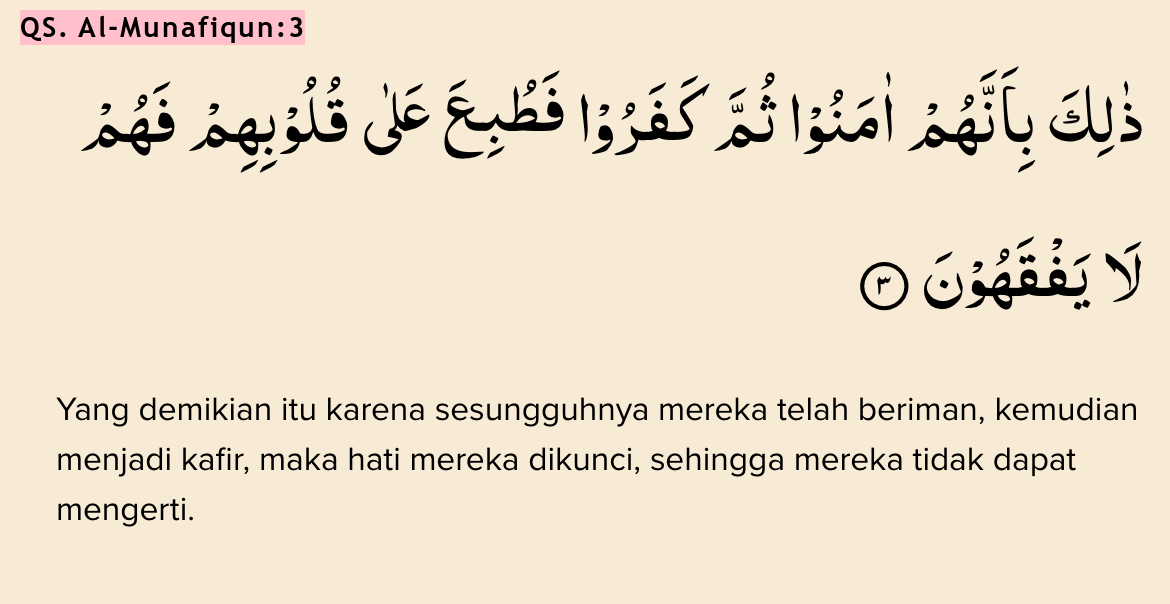 QS. Al-Munafiqun:3
ذٰلِكَ بِاَنَّهُمْ اٰمَنُوْا ثُمَّ كَفَرُوْا فَطُبِعَ عَلٰى قُلُوْبِهِمْ فَهُمْ
لَا يَفْقَهُوْنَ ٣
Yang demikian itu karena sesungguhnya mereka telah beriman, kemudian
menjadi kafir, maka hati mereka dikunci, sehingga mereka tidak dapat
mengerti.